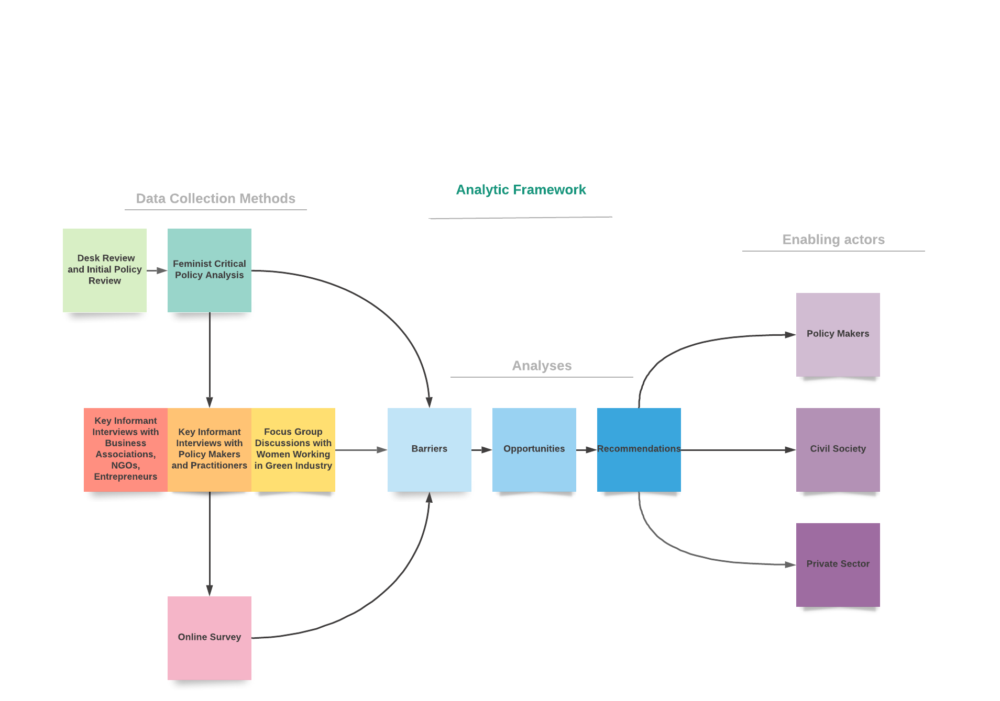 Analytic Framework
Data Collection Methods
Enabling actors
Desk Review
and Initial Policy
Review
Feminist Critical
Policy Analysis
Policy Makers
Analyses
Key Informant
Interviews with
Business
Associations,
NGOs,
Entrepreneurs
Key Informant
Interviews with
Policy Makers
and Practitioners
Focus Group
Discussions with
Women Working
in Green Industry
Barriers
Opportunities
Recommendations
Civil Society
Private Sector
Online Survey